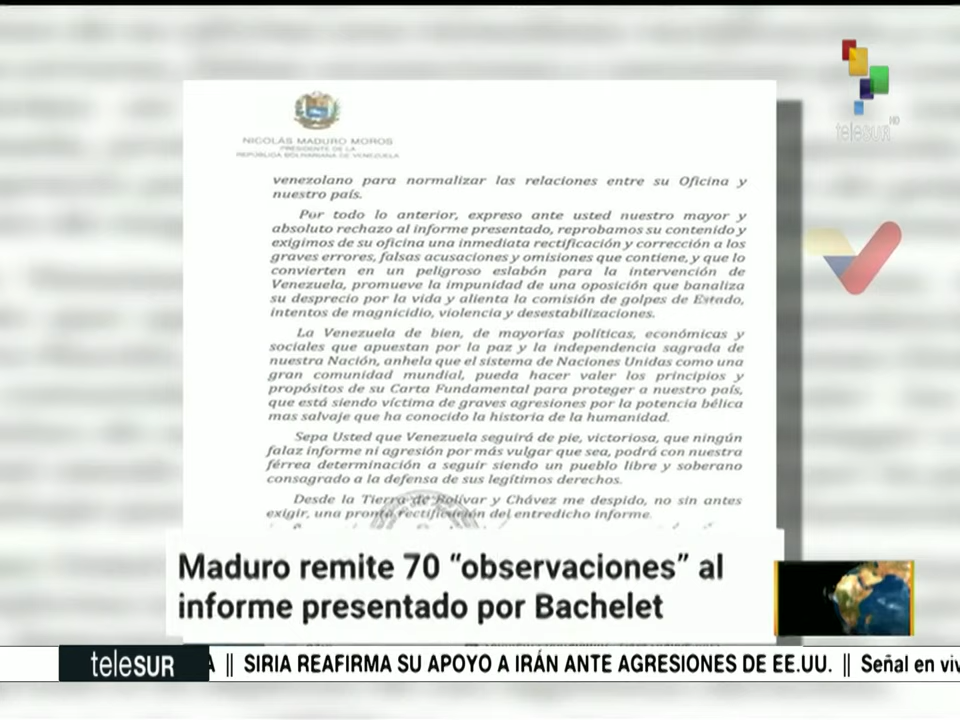 teleSUR HD
NICOLÁS MADURO MOROS
PRESIDENTE DE LA
REPÚBLICA BOLIVARIANA DE VENEZUELA
venezolano para normalizar las relaciones entre su Oficina y
nuestro país.
Por todo lo anterior, expreso ante usted nuestro mayor y
absoluto rechazo al informe presentado, reprobamos su contenido y
exigimos de su oficina una inmediata rectificación y corrección a los
graves errores, falsas acusaciones y omisiones que contiene, y que lo
convierten en un peligroso eslabón para la intervención de
Venezuela, promueve la impunidad de una oposición que banaliza
su desprecio por la vida y alienta la comisión de golpes de Estado,
intentos de magnicidio, violencia y desestabilizaciones.
La Venezuela de bien, de mayorías políticas, económicas y
sociales que apuestan por la paz y la independencia sagrada de
nuestra Nación, anhela que el sistema de Naciones Unidas como una
gran comunidad mundial, pueda hacer valer los principios y
propósitos de su Carta Fundamental para proteger a nuestro país,
que está siendo víctima de graves agresiones por la potencia bélica
mas salvaje que ha conocido la historia de la humanidad.
Sepa Usted que Venezuela seguirá de pie, victoriosa, que ningún
falaz informe ni agresión por más vulgar que sea, podrá con nuestra
férrea determinación a seguir siendo un pueblo libre y soberano
consagrado a la defensa de sus legítimos derechos.
Desde la Tierra de Bolívar y Chávez me despido, no sin antes
exigir, una pronta rectificación del entredicho informe.
Maduro remite 70 “observaciones” al
informe presentado por Bachelet
teleSUR A || SIRIA REAFIRMA SU APOYO A IRÁN ANTE AGRESIONES DE EE.UU. || Señal en viv